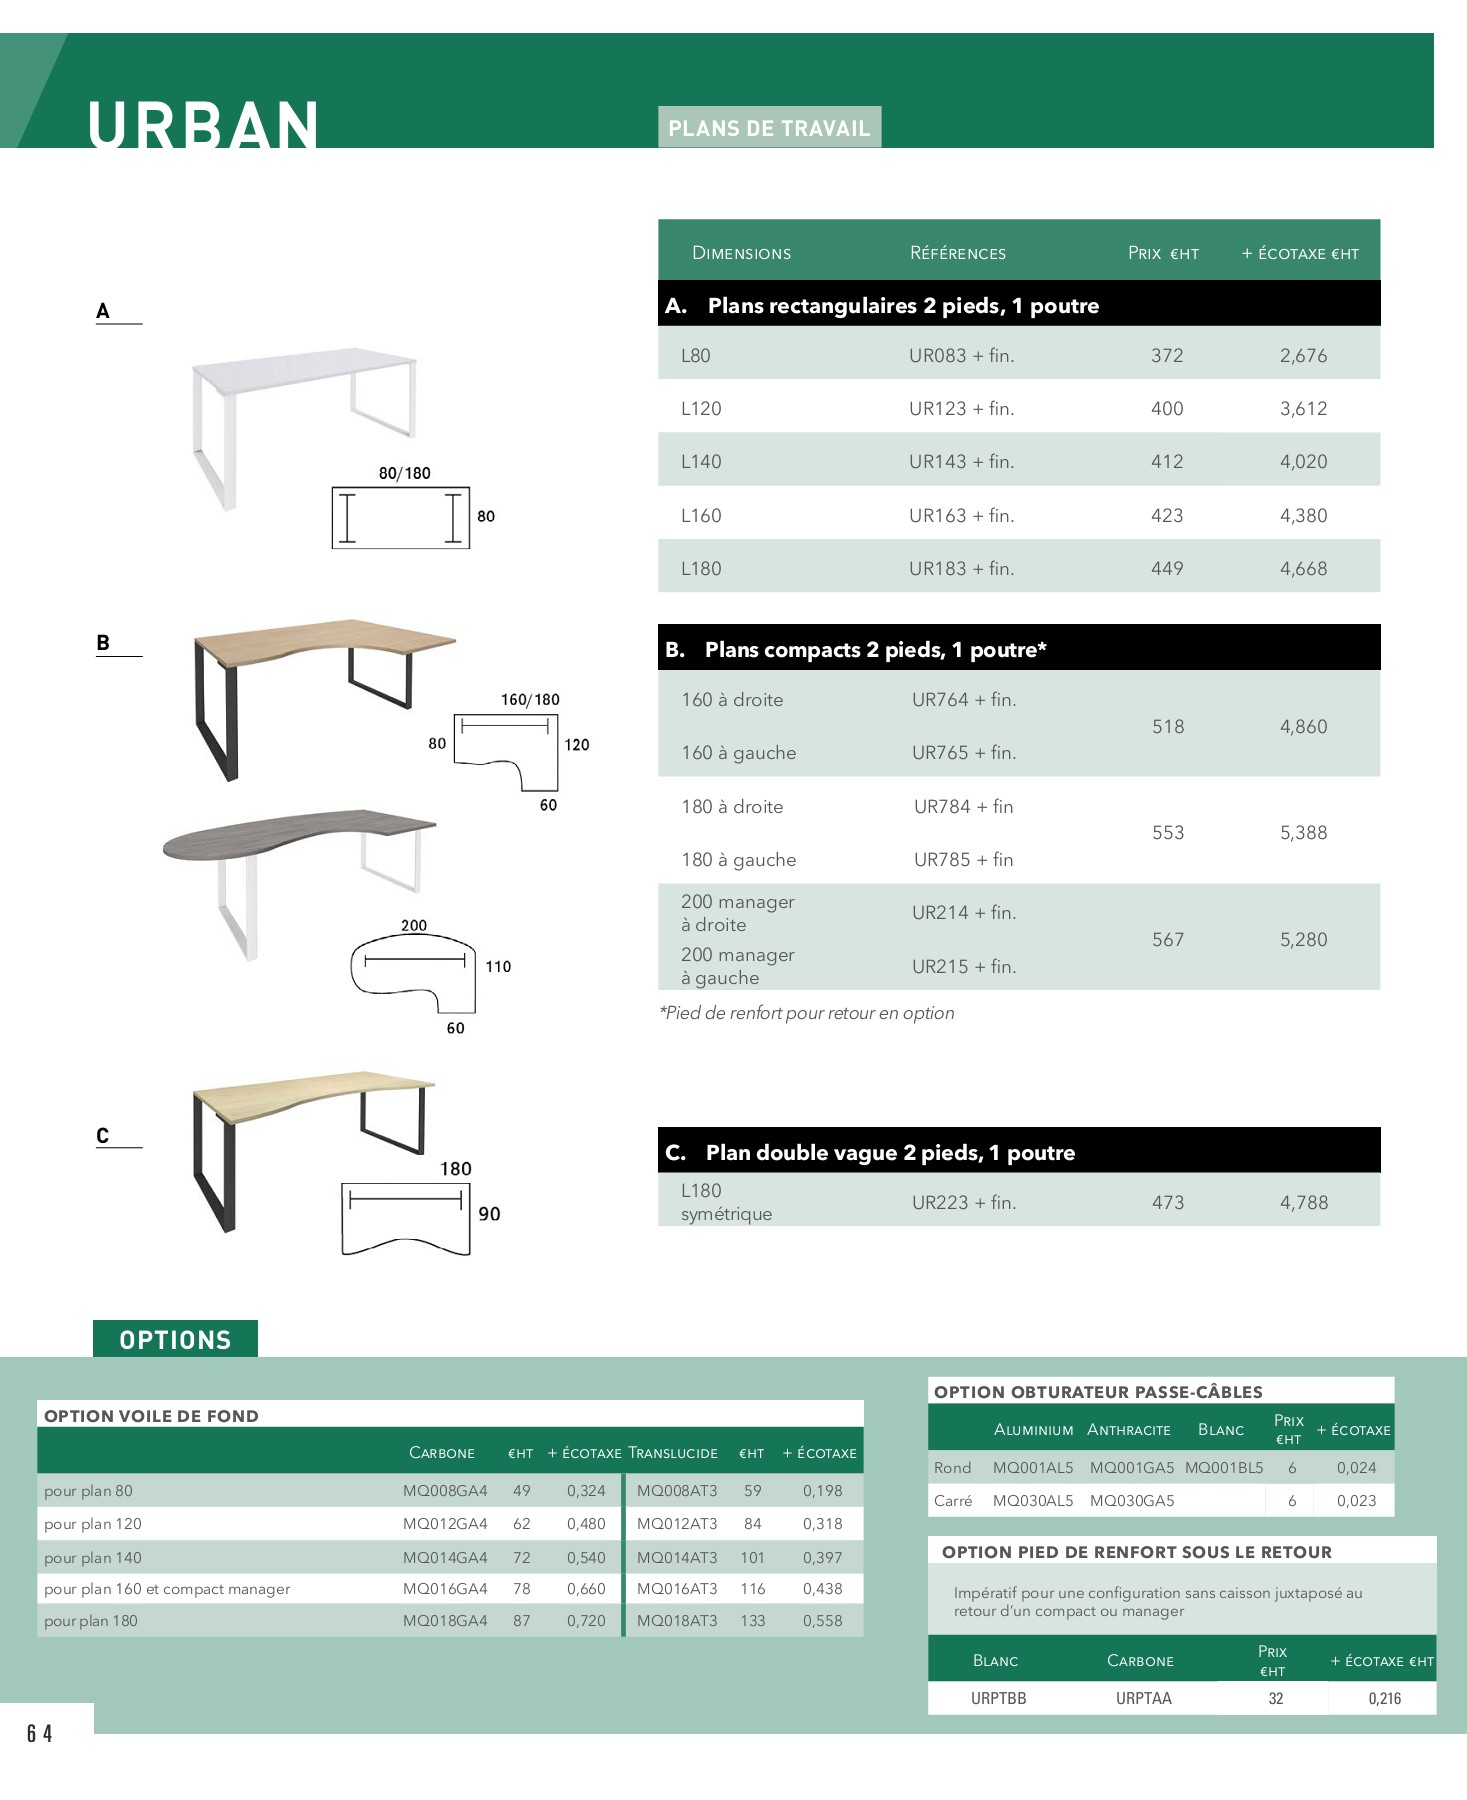 URBAN
PLANS DE TRAVAIL
DIMENSIONS RÉFÉRENCES PRIX €HT + ÉCOTAXE €HT
A. Plans rectangulaires 2 pieds, 1 poutre
L80 UR083 + fin. 372 2,676
L120 UR123 + fin. 400 3,612
L140 UR143 + fin. 412 4,020
L160 UR163 + fin. 423 4,380
L180 UR183 + fin. 449 4,668
A
80/180
80
B. Plans compacts 2 pieds, 1 poutre*
160 à droite UR764 + fin.
518 4,860
160 à gauche UR765 + fin.
180 à droite UR784 + fin
553 5,388
180 à gauche UR785 + fin
200 manager
à droite
UR214 + fin.
567 5,280
200 manager
à gauche
UR215 + fin.
*Pied de renfort pour retour en option
B
160/180
80
120
60
200
110
60
C
180
90
C. Plan double vague 2 pieds, 1 poutre
L180
symétrique
UR223 + fin. 473 4,788
OPTIONS
OPTION VOILE DE FOND
CARBONE €HT + ÉCOTAXE TRANSLUCIDE €HT + ÉCOTAXE
pour plan 80 MQ008GA4 49 0,324 MQ008AT3 59 0,198
pour plan 120 MQ012GA4 62 0,480 MQ012AT3 84 0,318
pour plan 140 MQ014GA4 72 0,540 MQ014AT3 101 0,397
pour plan 160 et compact manager MQ016GA4 78 0,660 MQ016AT3 116 0,438
pour plan 180 MQ018GA4 87 0,720 MQ018AT3 133 0,558
OPTION OBTURATEUR PASSE-CÂBLES
ALUMINIUM ANTHRACITE BLANC PRIX €HT + ÉCOTAXE
Rond MQ001AL5 MQ001GA5 MQ001BL5 6 0,024
Carré MQ030AL5 MQ030GA5 6 0,023
OPTION PIED DE RENFORT SOUS LE RETOUR
Impératif pour une configuration sans caisson juxtaposé au
retour d'un compact ou manager
BLANC CARBONE PRIX €HT + ÉCOTAXE €HT
URPTBB URPTAA 32 0,216
64